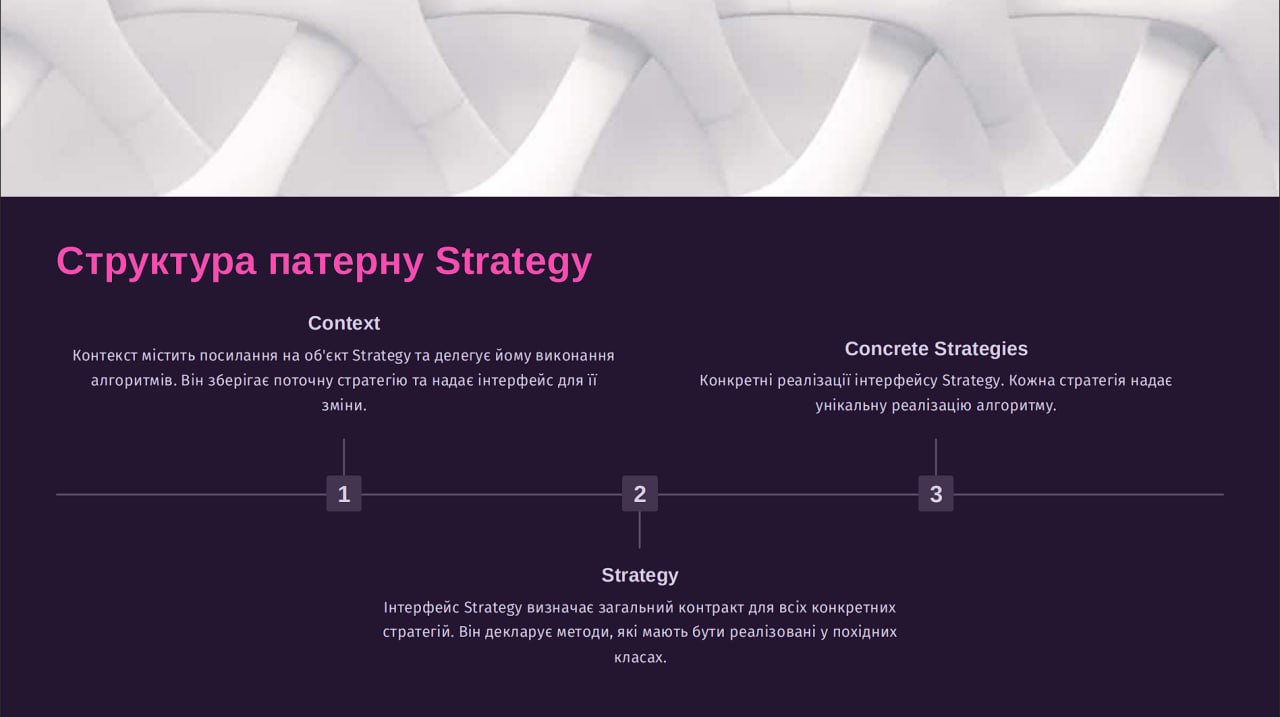 Структура патерну Strategy
Context
Контекст містить посилання на об'єкт Strategy та делегує йому виконання
алгоритмів. Він зберігає поточну стратегію та надає інтерфейс для її
зміни.
Concrete Strategies
Конкретні реалізації інтерфейсу Strategy. Кожна стратегія надає
унікальну реалізацію алгоритму.
1
2
3
Strategy
Інтерфейс Strategy визначає загальний контракт для всіх конкретних
стратегій. Він декларує методи, які мають бути реалізовані у похідних
класах.